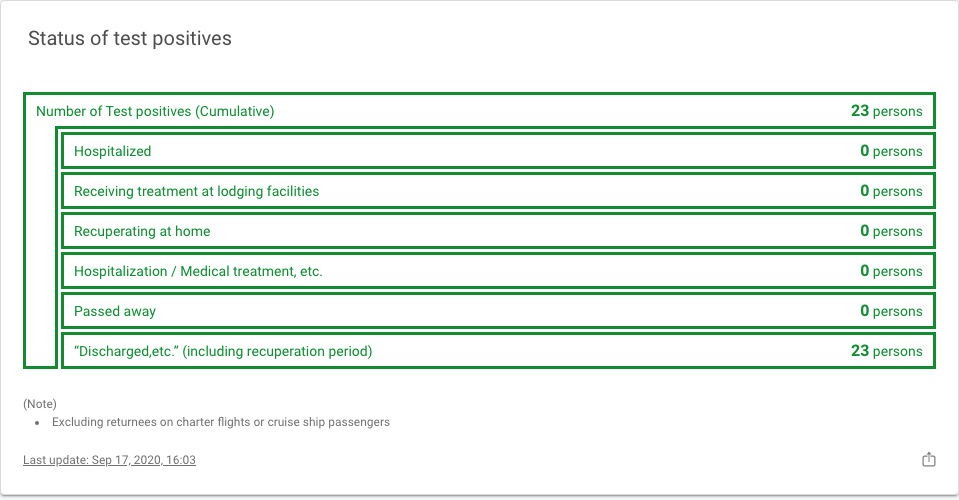 Status of test positives
Number of Test positives (Cumulative) 23 persons
Hospitalized 0 persons
Receiving treatment at lodging facilities 0 persons
Recuperating at home 0 persons
Hospitalization / Medical treatment, etc. 0 persons
Passed away 0 persons
“Discharged,etc.” (including recuperation period) 23 persons
(Note)
• Excluding returnees on charter flights or cruise ship passengers
Last update: Sep 17, 2020, 16:03